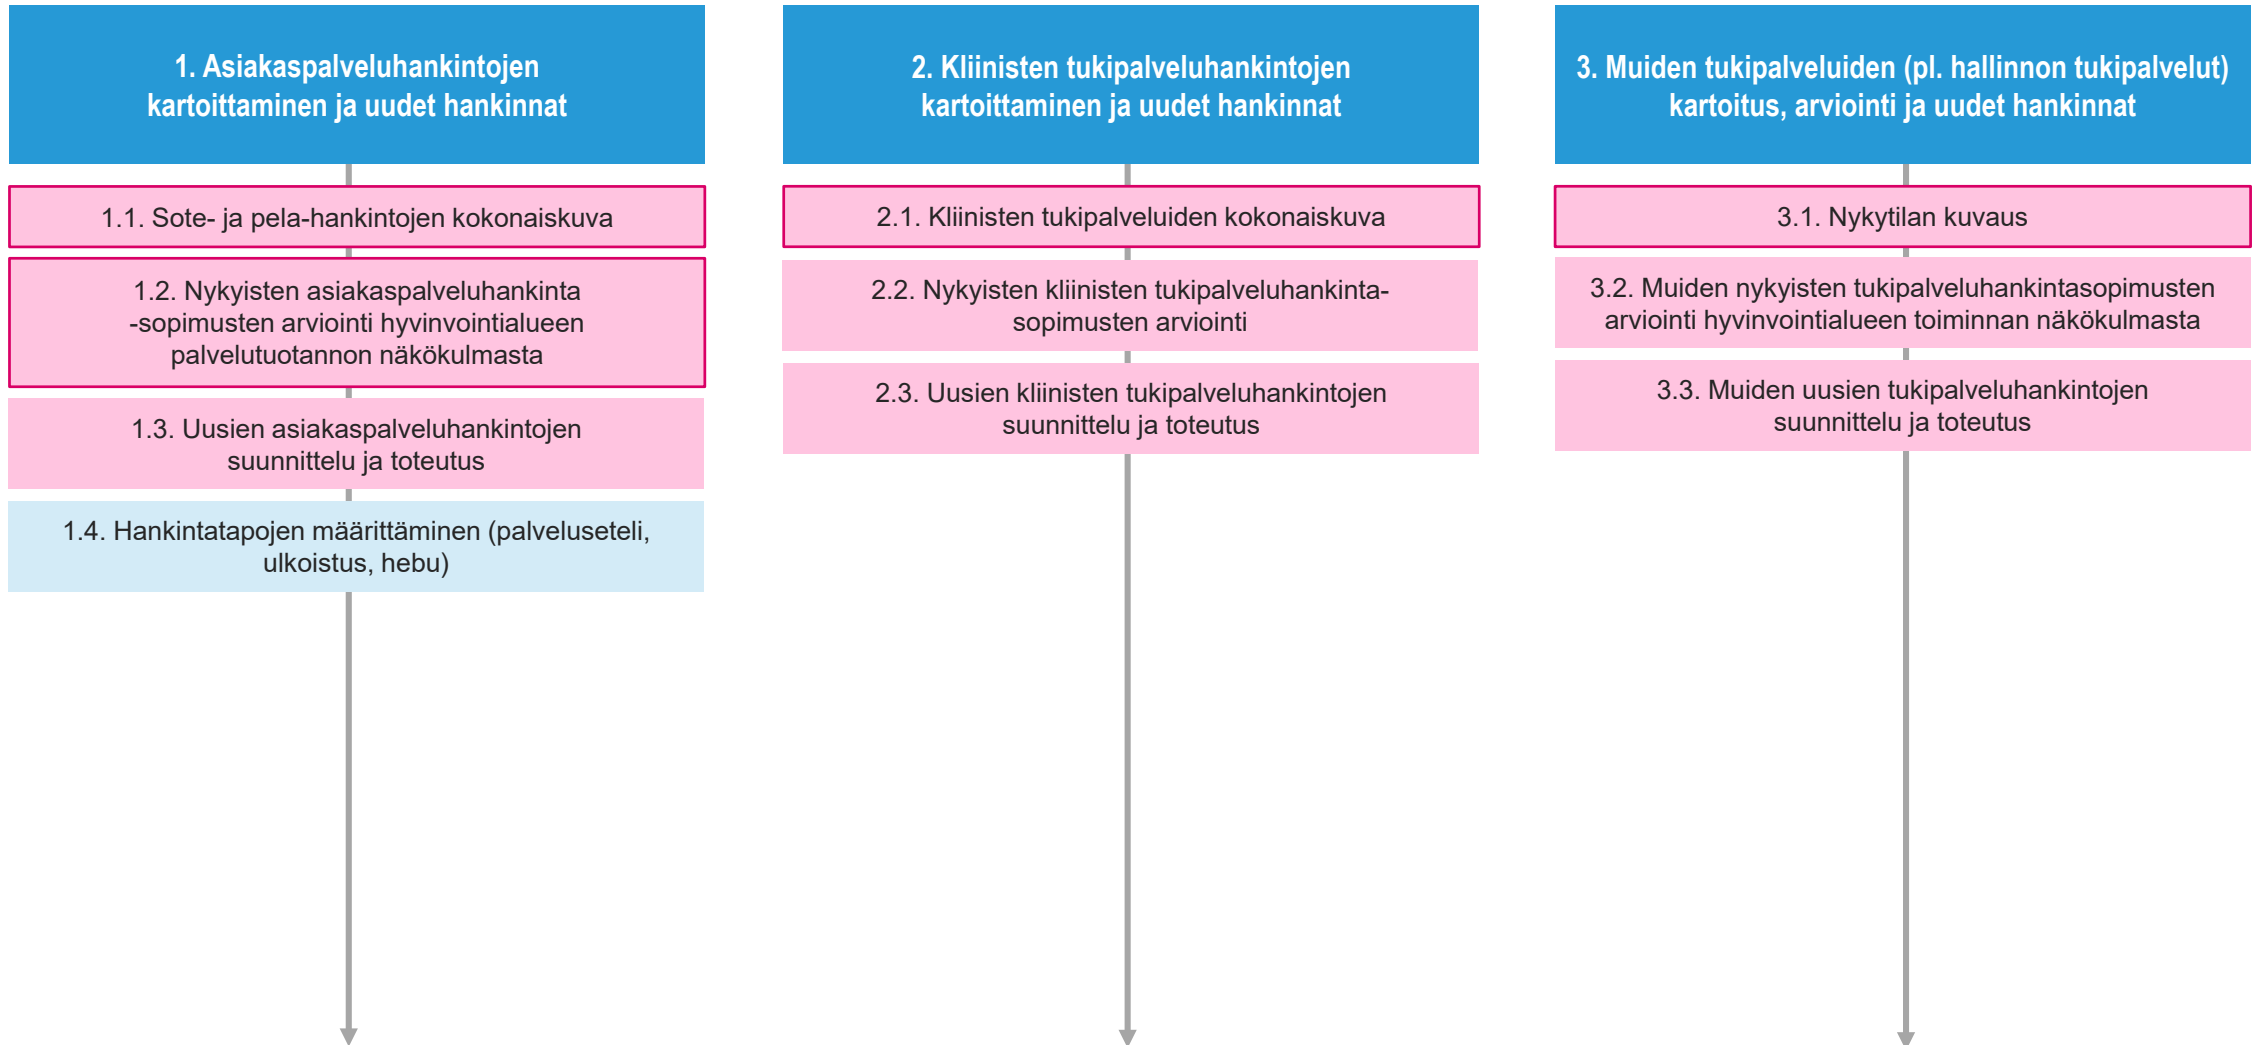 1. Asiakaspalveluhankintojen
kartoittaminen ja uudet hankinnat
1.1. Sote- ja pela-hankintojen kokonaiskuva
1.2. Nykyisten asiakaspalveluhankinta
-sopimusten arviointi hyvinvointialueen
palvelutuotannon näkökulmasta
1.3. Uusien asiakaspalveluhankintojen
suunnittelu ja toteutus
1.4. Hankintatapojen määrittäminen (palveluseteli,
ulkoistus, hebu)
2. Kliinisten tukipalveluhankintojen
kartoittaminen ja uudet hankinnat
2.1. Kliinisten tukipalveluiden kokonaiskuva
2.2. Nykyisten kliinisten tukipalveluhankinta-
sopimusten arviointi
2.3. Uusien kliinisten tukipalveluhankintojen
suunnittelu ja toteutus
3. Muiden tukipalveluiden (pl. hallinnon tukipalvelut)
kartoitus, arviointi ja uudet hankinnat
3.1. Nykytilan kuvaus
3.2. Muiden nykyisten tukipalveluhankintasopimusten
arviointi hyvinvointialueen toiminnan näkökulmasta
3.3. Muiden uusien tukipalveluhankintojen
suunnittelu ja toteutus